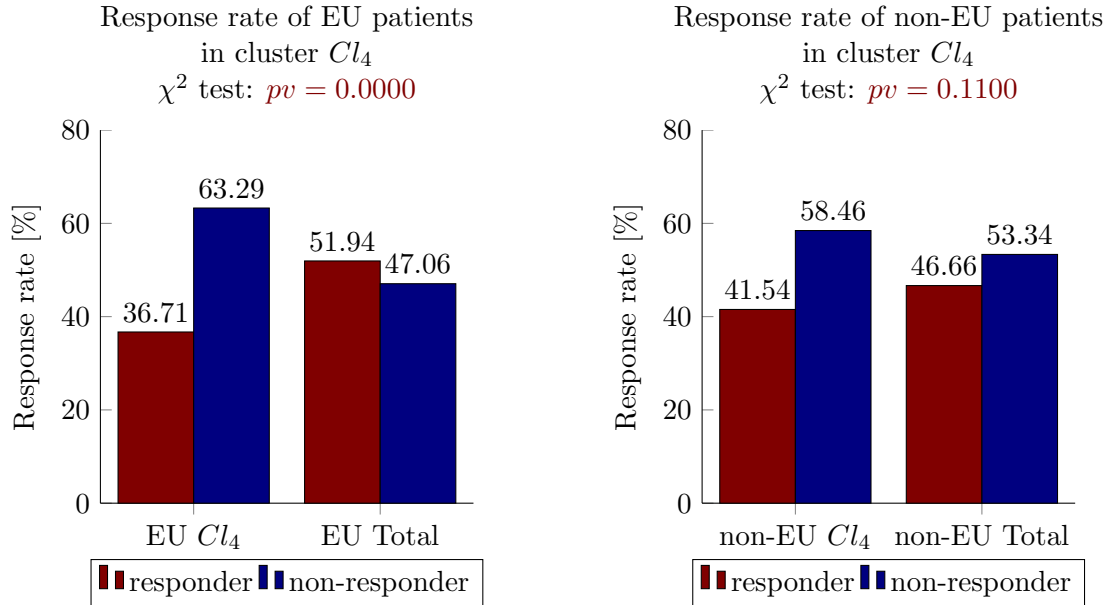 Response rate of EU patients
in cluster Cl₄
χ² test: pv = 0.0000
Response rate [%]
80
60
40
20
0
36.71
63.29
51.94
47.06
EU Cl₄
EU Total
responder
non-responder
Response rate of non-EU patients
in cluster Cl₄
χ² test: pv = 0.1100
Response rate [%]
80
60
40
20
0
41.54
58.46
46.66
53.34
non-EU Cl₄
non-EU Total
responder
non-responder